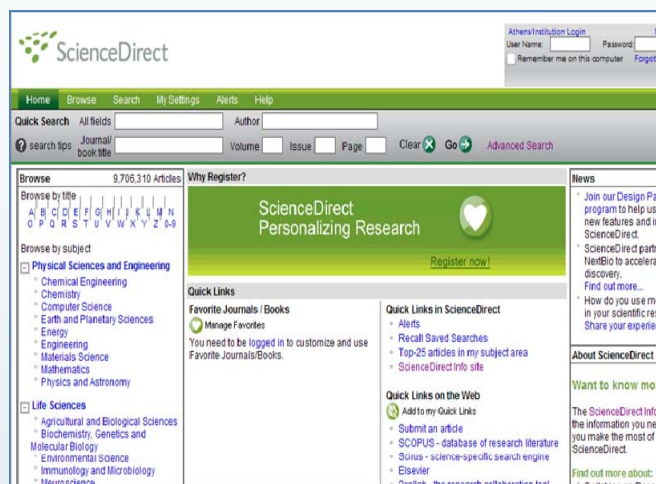 ScienceDirect
Athens/Institution Login
User Name: Password:
Remember me on this computer
Home Browse Search My Settings Alerts Help
Quick Search All fields Author
? search tips Journal/book title Volume Issue Page Clear Go Advanced Search
Browse 9,706,310 Articles
Browse by title
A B C D E F G H I J K L M N
O P Q R S T U V W X Y Z 0-9
Browse by subject
Physical Sciences and Engineering
Chemical Engineering
Chemistry
Computer Science
Earth and Planetary Sciences
Energy
Engineering
Materials Science
Mathematics
Physics and Astronomy
Life Sciences
Agricultural and Biological Sciences
Biochemistry, Genetics and
Molecular Biology
Environmental Science
Immunology and Microbiology
Neuroscience
Why Register?
ScienceDirect
Personalizing Research
Register now!
Quick Links
Favorite Journals / Books
Manage Favorites
You need to be logged in to customize and use
Favorite Journals/Books.
Quick Links in ScienceDirect
Alerts
Recall Saved Searches
Top-25 articles in my subject area
ScienceDirect Info site
Quick Links on the Web
Add to my Quick Links
Submit an article
SCOPUS - database of research literature
Scirus - science-specific search engine
Elsevier
News
Join our Design
program to help us
new features and
ScienceDirect.
ScienceDirect
NextBio to
discovery.
Find out more...
How do you use
in your scientific
Share your
About ScienceDirect
Want to know
The ScienceDirect
the information you
you make the most of
ScienceDirect.
Find out more about: